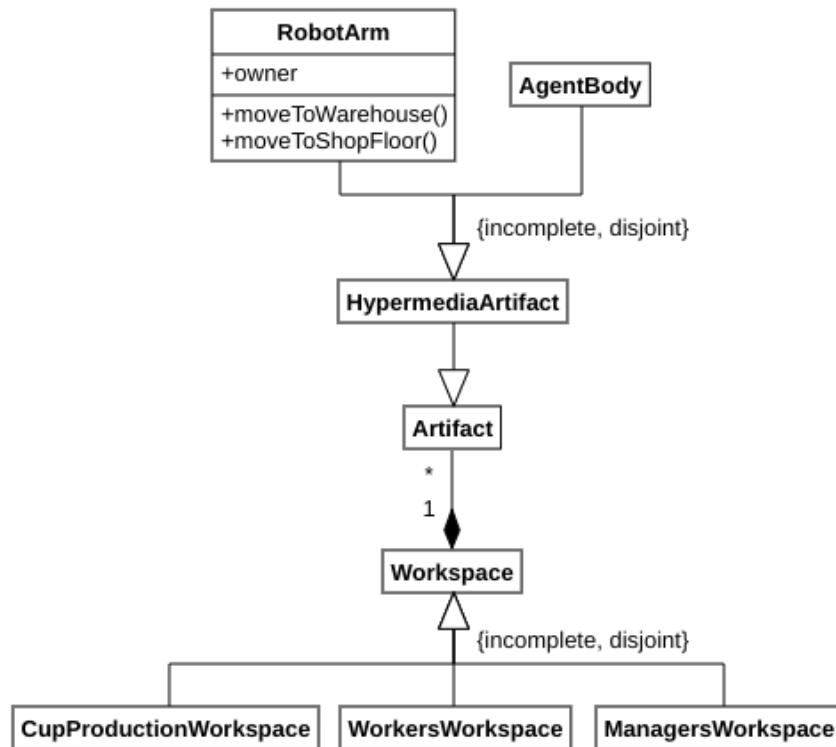 RobotArm
+owner
+moveToWarehouse()
+moveToShopFloor()
AgentBody
{incomplete, disjoint}
HypermediaArtifact
Artifact
*
1
Workspace
{incomplete, disjoint}
CupProductionWorkspace
WorkersWorkspace
ManagersWorkspace